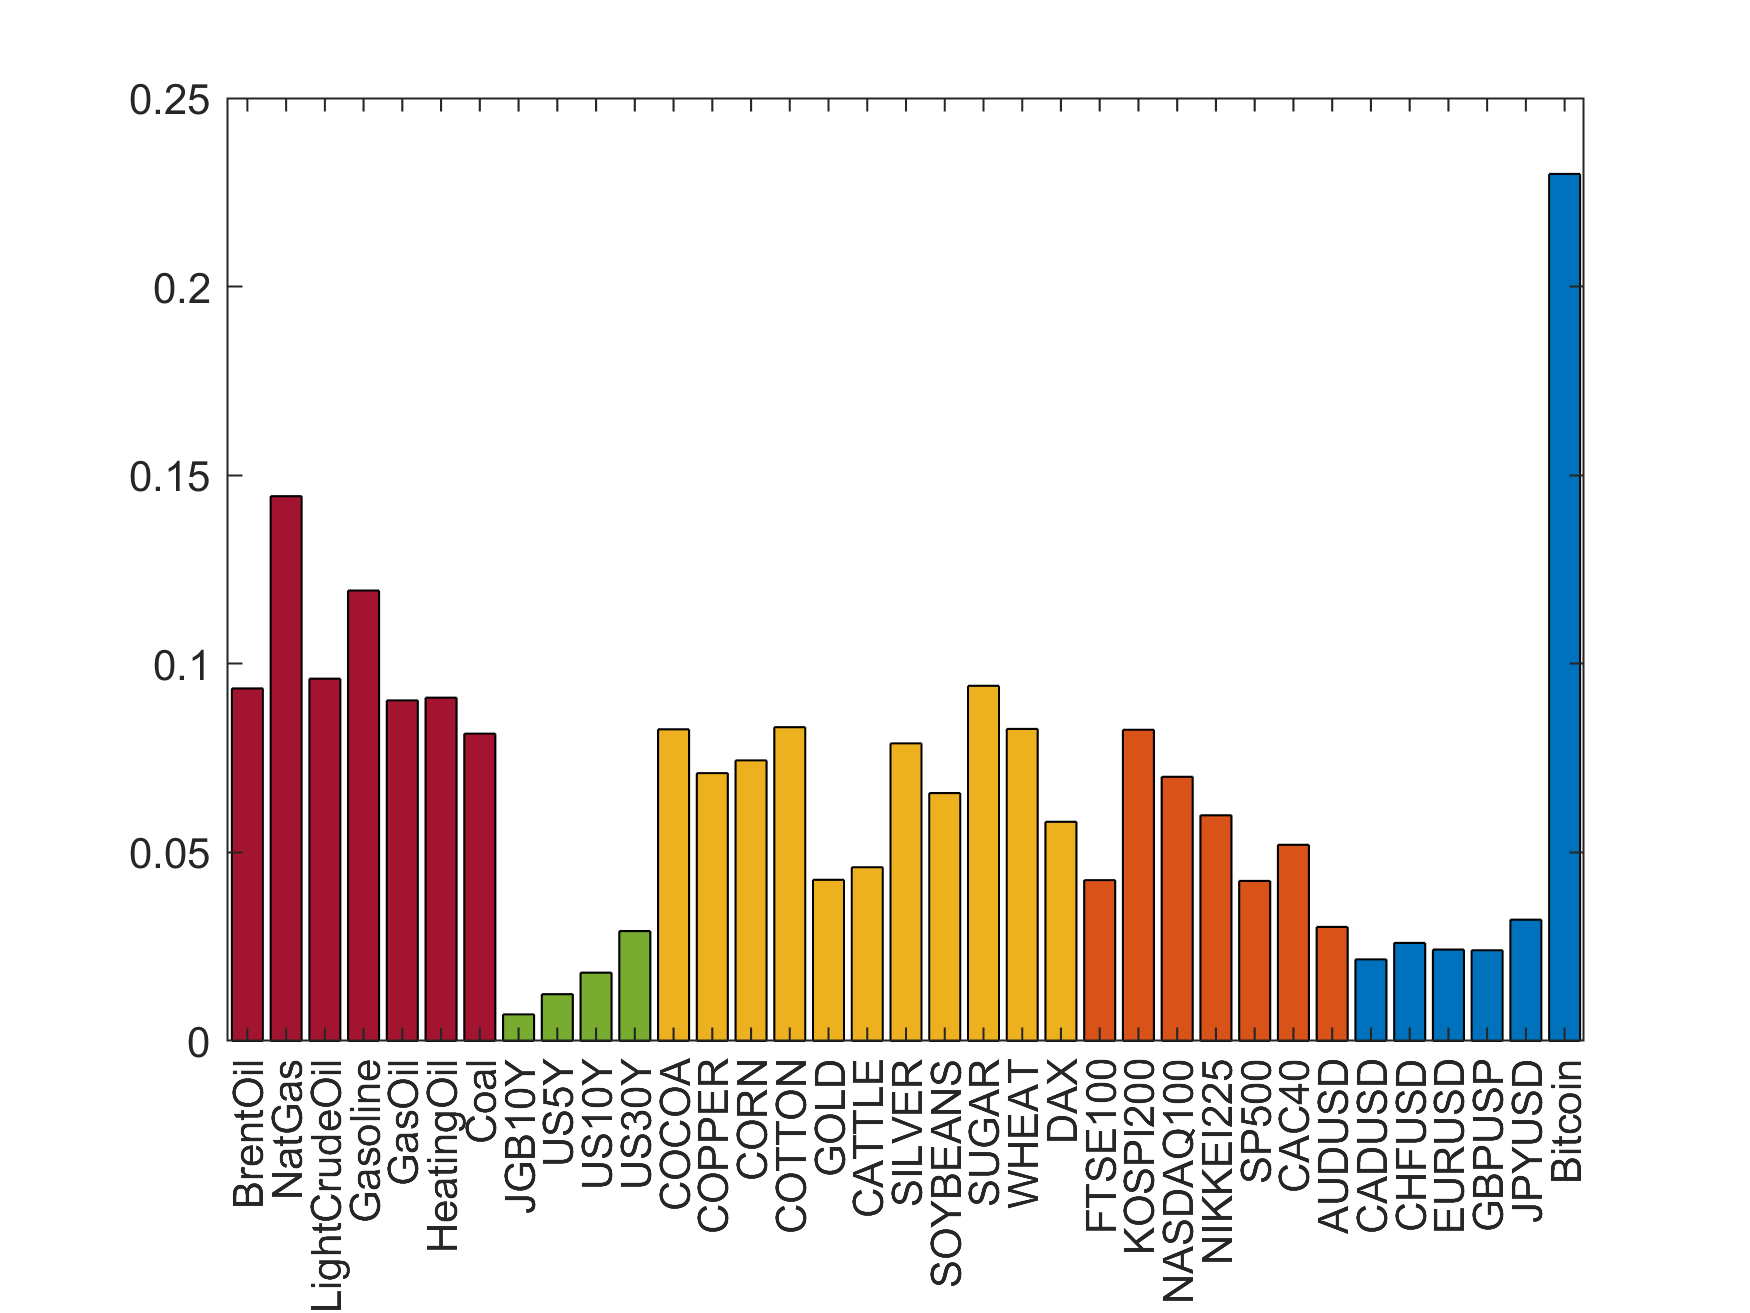 0.25
0.2
0.15
0.1
0.05
0
BrentOil
NatGas
LightCrudeOil
Gasoline
GasOil
HeatingOil
Coal
JGB10Y
US5Y
US10Y
US30Y
COCOA
COPPER
CORN
COTTON
GOLD
CATTLE
SILVER
SOYBEANS
SUGAR
WHEAT
DAX
FTSE100
KOSPI200
NASDAQ100
NIKKEI225
SP500
CAC40
AUDUSD
CADUSD
CHFUSD
EURUSD
GBPUSP
JPYUSD
Bitcoin